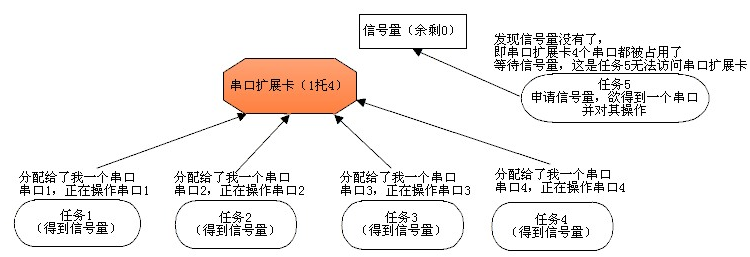 信号量（余剩0）
发现信号量没有了，
即串口扩展卡4个串口都被占用了
等待信号量，这是任务5无法访问串口扩展卡
任务5
申请信号量，欲得到一个串口
并对其操作
串口扩展卡（1托4）
分配给了我一个串口
串口1，正在操作串口1
任务1
（得到信号量）
分配给了我一个串口
串口2，正在操作串口2
任务2
（得到信号量）
分配给了我一个串口
串口3，正在操作串口3
任务3
（得到信号量）
分配给了我一个串口
串口4，正在操作串口4
任务4
（得到信号量）